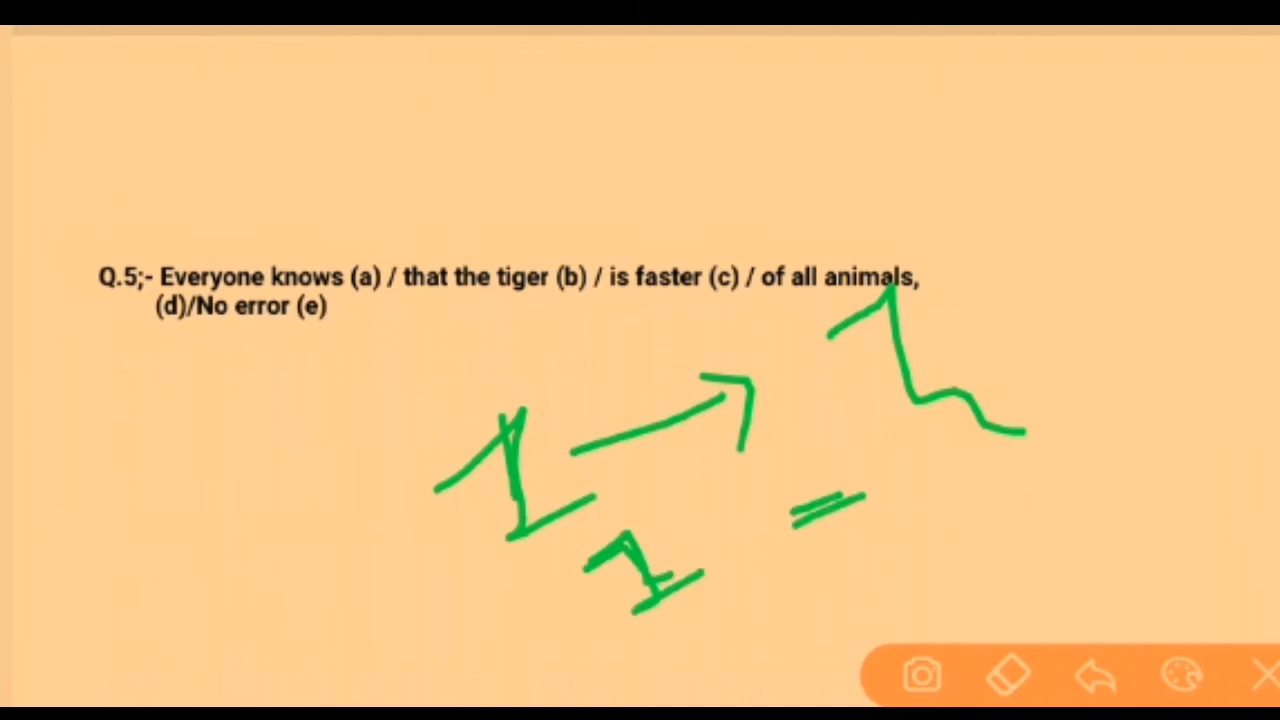 Q.5;- Everyone knows (a) / that the tiger (b) / is faster (c) / of all animals,
(d)/No error (e)